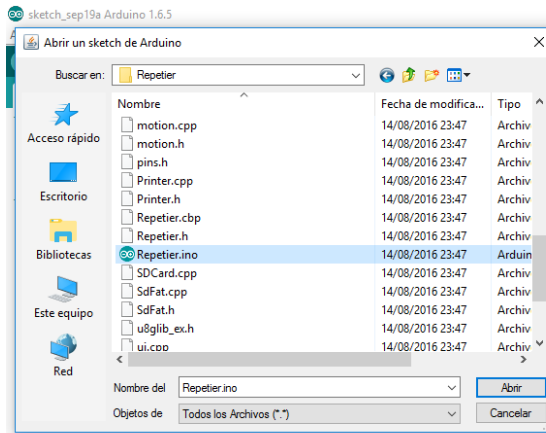 sketch_sep19a Arduino 1.6.5
Abrir un sketch de Arduino
Buscar en: Repetier
Nombre Fecha de modifica... Tipo
motion.cpp 14/08/2016 23:47 Archiv
motion.h 14/08/2016 23:47 Archiv
pins.h 14/08/2016 23:47 Archiv
Printer.cpp 14/08/2016 23:47 Archiv
Printer.h 14/08/2016 23:47 Archiv
Repetier.cbp 14/08/2016 23:47 Archiv
Repetier.h 14/08/2016 23:47 Archiv
Repetier.ino 14/08/2016 23:47 Arduin
SDCard.cpp 14/08/2016 23:47 Archiv
SdFat.cpp 14/08/2016 23:47 Archiv
SdFat.h 14/08/2016 23:47 Archiv
u8glib_ex.h 14/08/2016 23:47 Archiv
ui.cpp 14/08/2016 23:47 Archiv
Acceso rápido
Escritorio
Bibliotecas
Este equipo
Red
Nombre del Repetier.ino Abrir
Objetos de Todos los Archivos (*.*) Cancelar